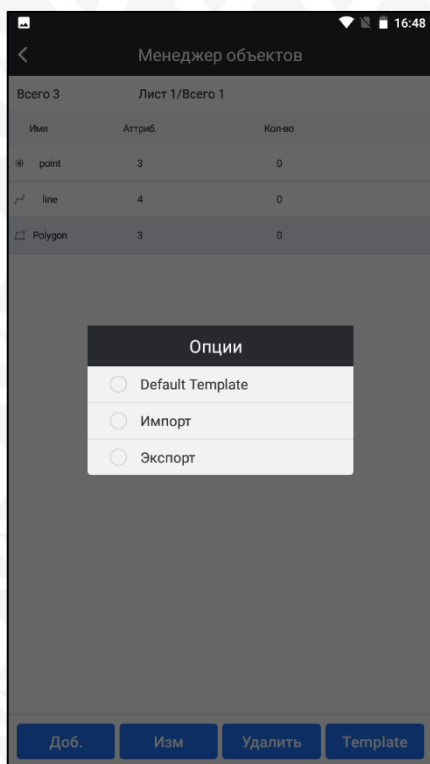 16:48
Менеджер объектов
Всего 3 Лист 1/Всего 1
Имя Аттриб. Кол-во
point 3 0
line 4 0
Polygon 3 0
Опции
Default Template
Импорт
Экспорт
Доб. Изм Удалить Template